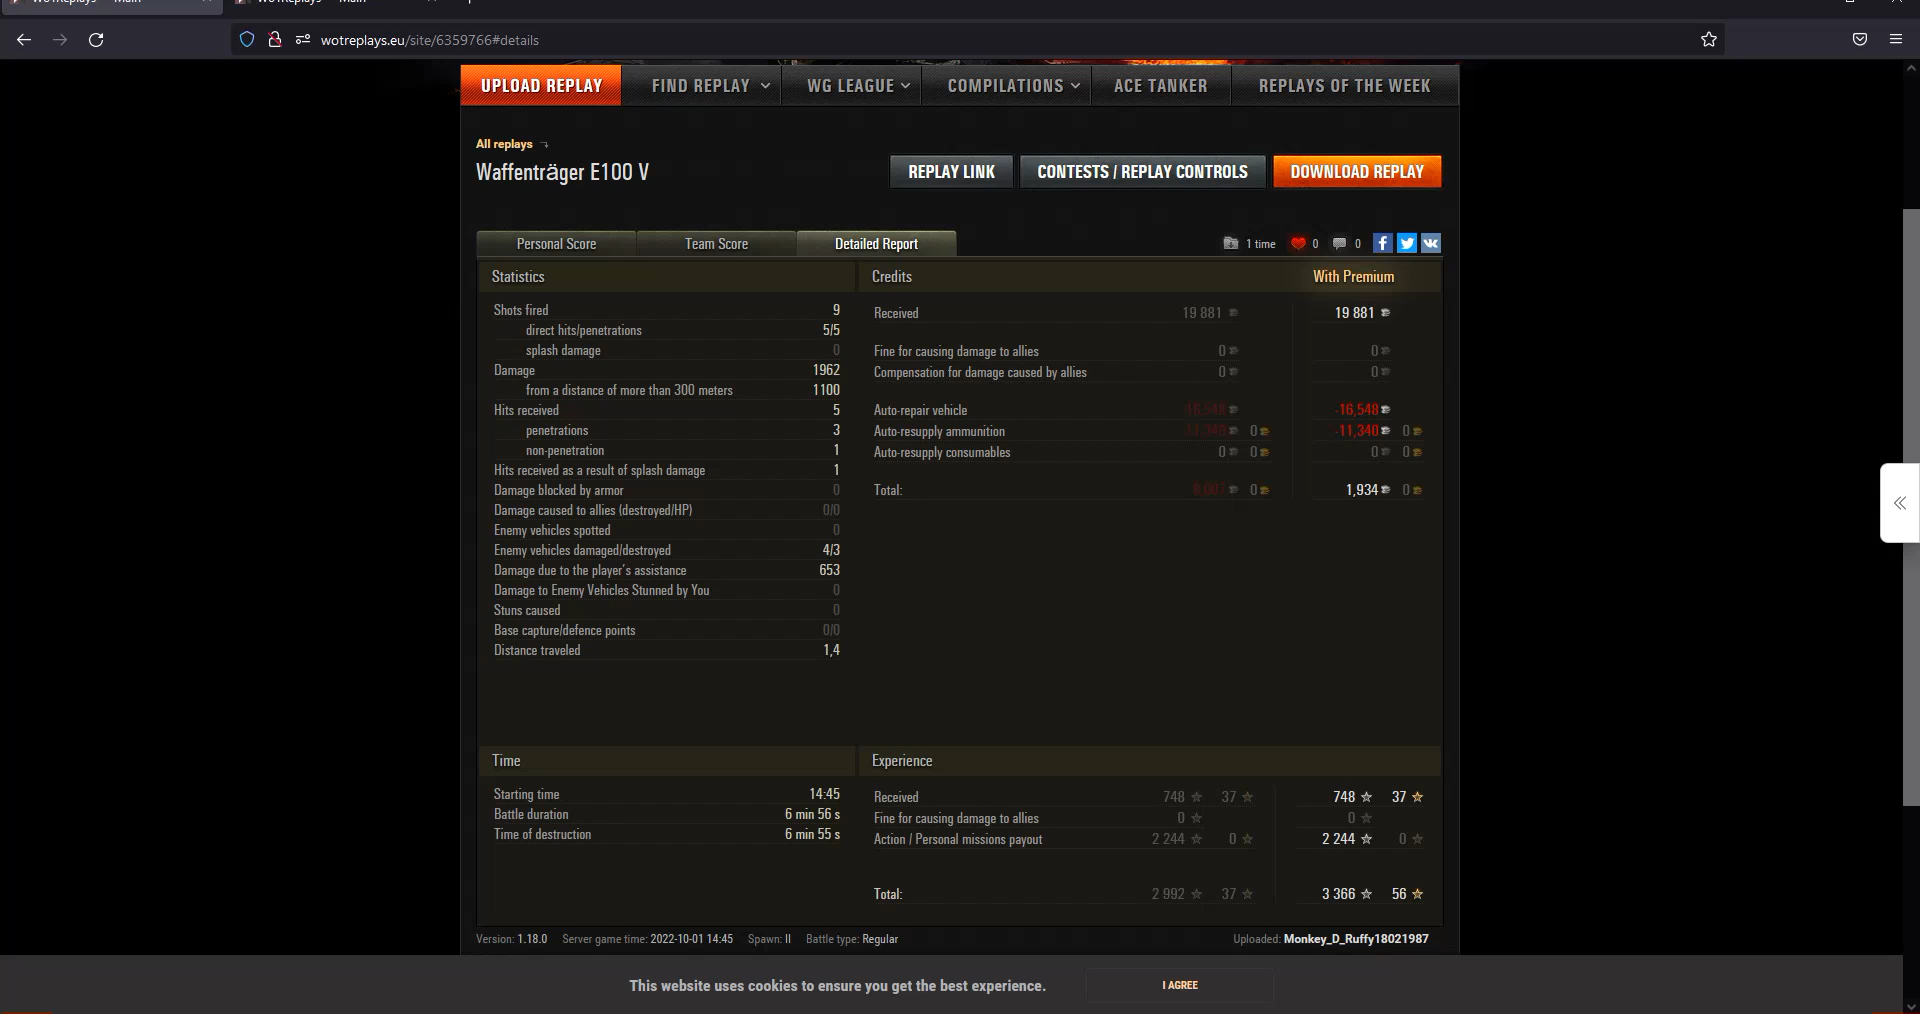 WoTReplays — Main
WoTReplays — Main
wotreplays.eu/site/6359766#details
UPLOAD REPLAY FIND REPLAY WG LEAGUE COMPILATIONS ACE TANKER REPLAYS OF THE WEEK
All replays
Waffenträger E100 V
REPLAY LINK CONTESTS / REPLAY CONTROLS DOWNLOAD REPLAY
Personal Score Team Score Detailed Report 1 time 0 0
Statistics
Shots fired 9
direct hits/penetrations 5/5
splash damage 0
Damage 1962
from a distance of more than 300 meters 1100
Hits received 5
penetrations 3
non-penetration 1
Hits received as a result of splash damage 1
Damage blocked by armor 0
Damage caused to allies (destroyed/HP) 0/0
Enemy vehicles spotted 0
Enemy vehicles damaged/destroyed 4/3
Damage due to the player's assistance 653
Damage to Enemy Vehicles Stunned by You 0
Stuns caused 0
Base capture/defence points 0/0
Distance traveled 1,4
Credits With Premium
Received 19 881 19 881
Fine for causing damage to allies 0 0
Compensation for damage caused by allies 0 0
Auto-repair vehicle -16,548 -16,548
Auto-resupply ammunition -11,340 0 -11,340 0
Auto-resupply consumables 0 0 0 0
Total: 0 1,934 0
Time
Starting time 14:45
Battle duration 6 min 56 s
Time of destruction 6 min 55 s
Experience
Received 748 37 748 37
Fine for causing damage to allies 0 0
Action / Personal missions payout 2 244 0 2 244 0
Total: 2 992 37 3 366 56
Version: 1.18.0 Server game time: 2022-10-01 14:45 Spawn: II Battle type: Regular Uploaded: Monkey_D_Ruffy18021987
This website uses cookies to ensure you get the best experience. I AGREE